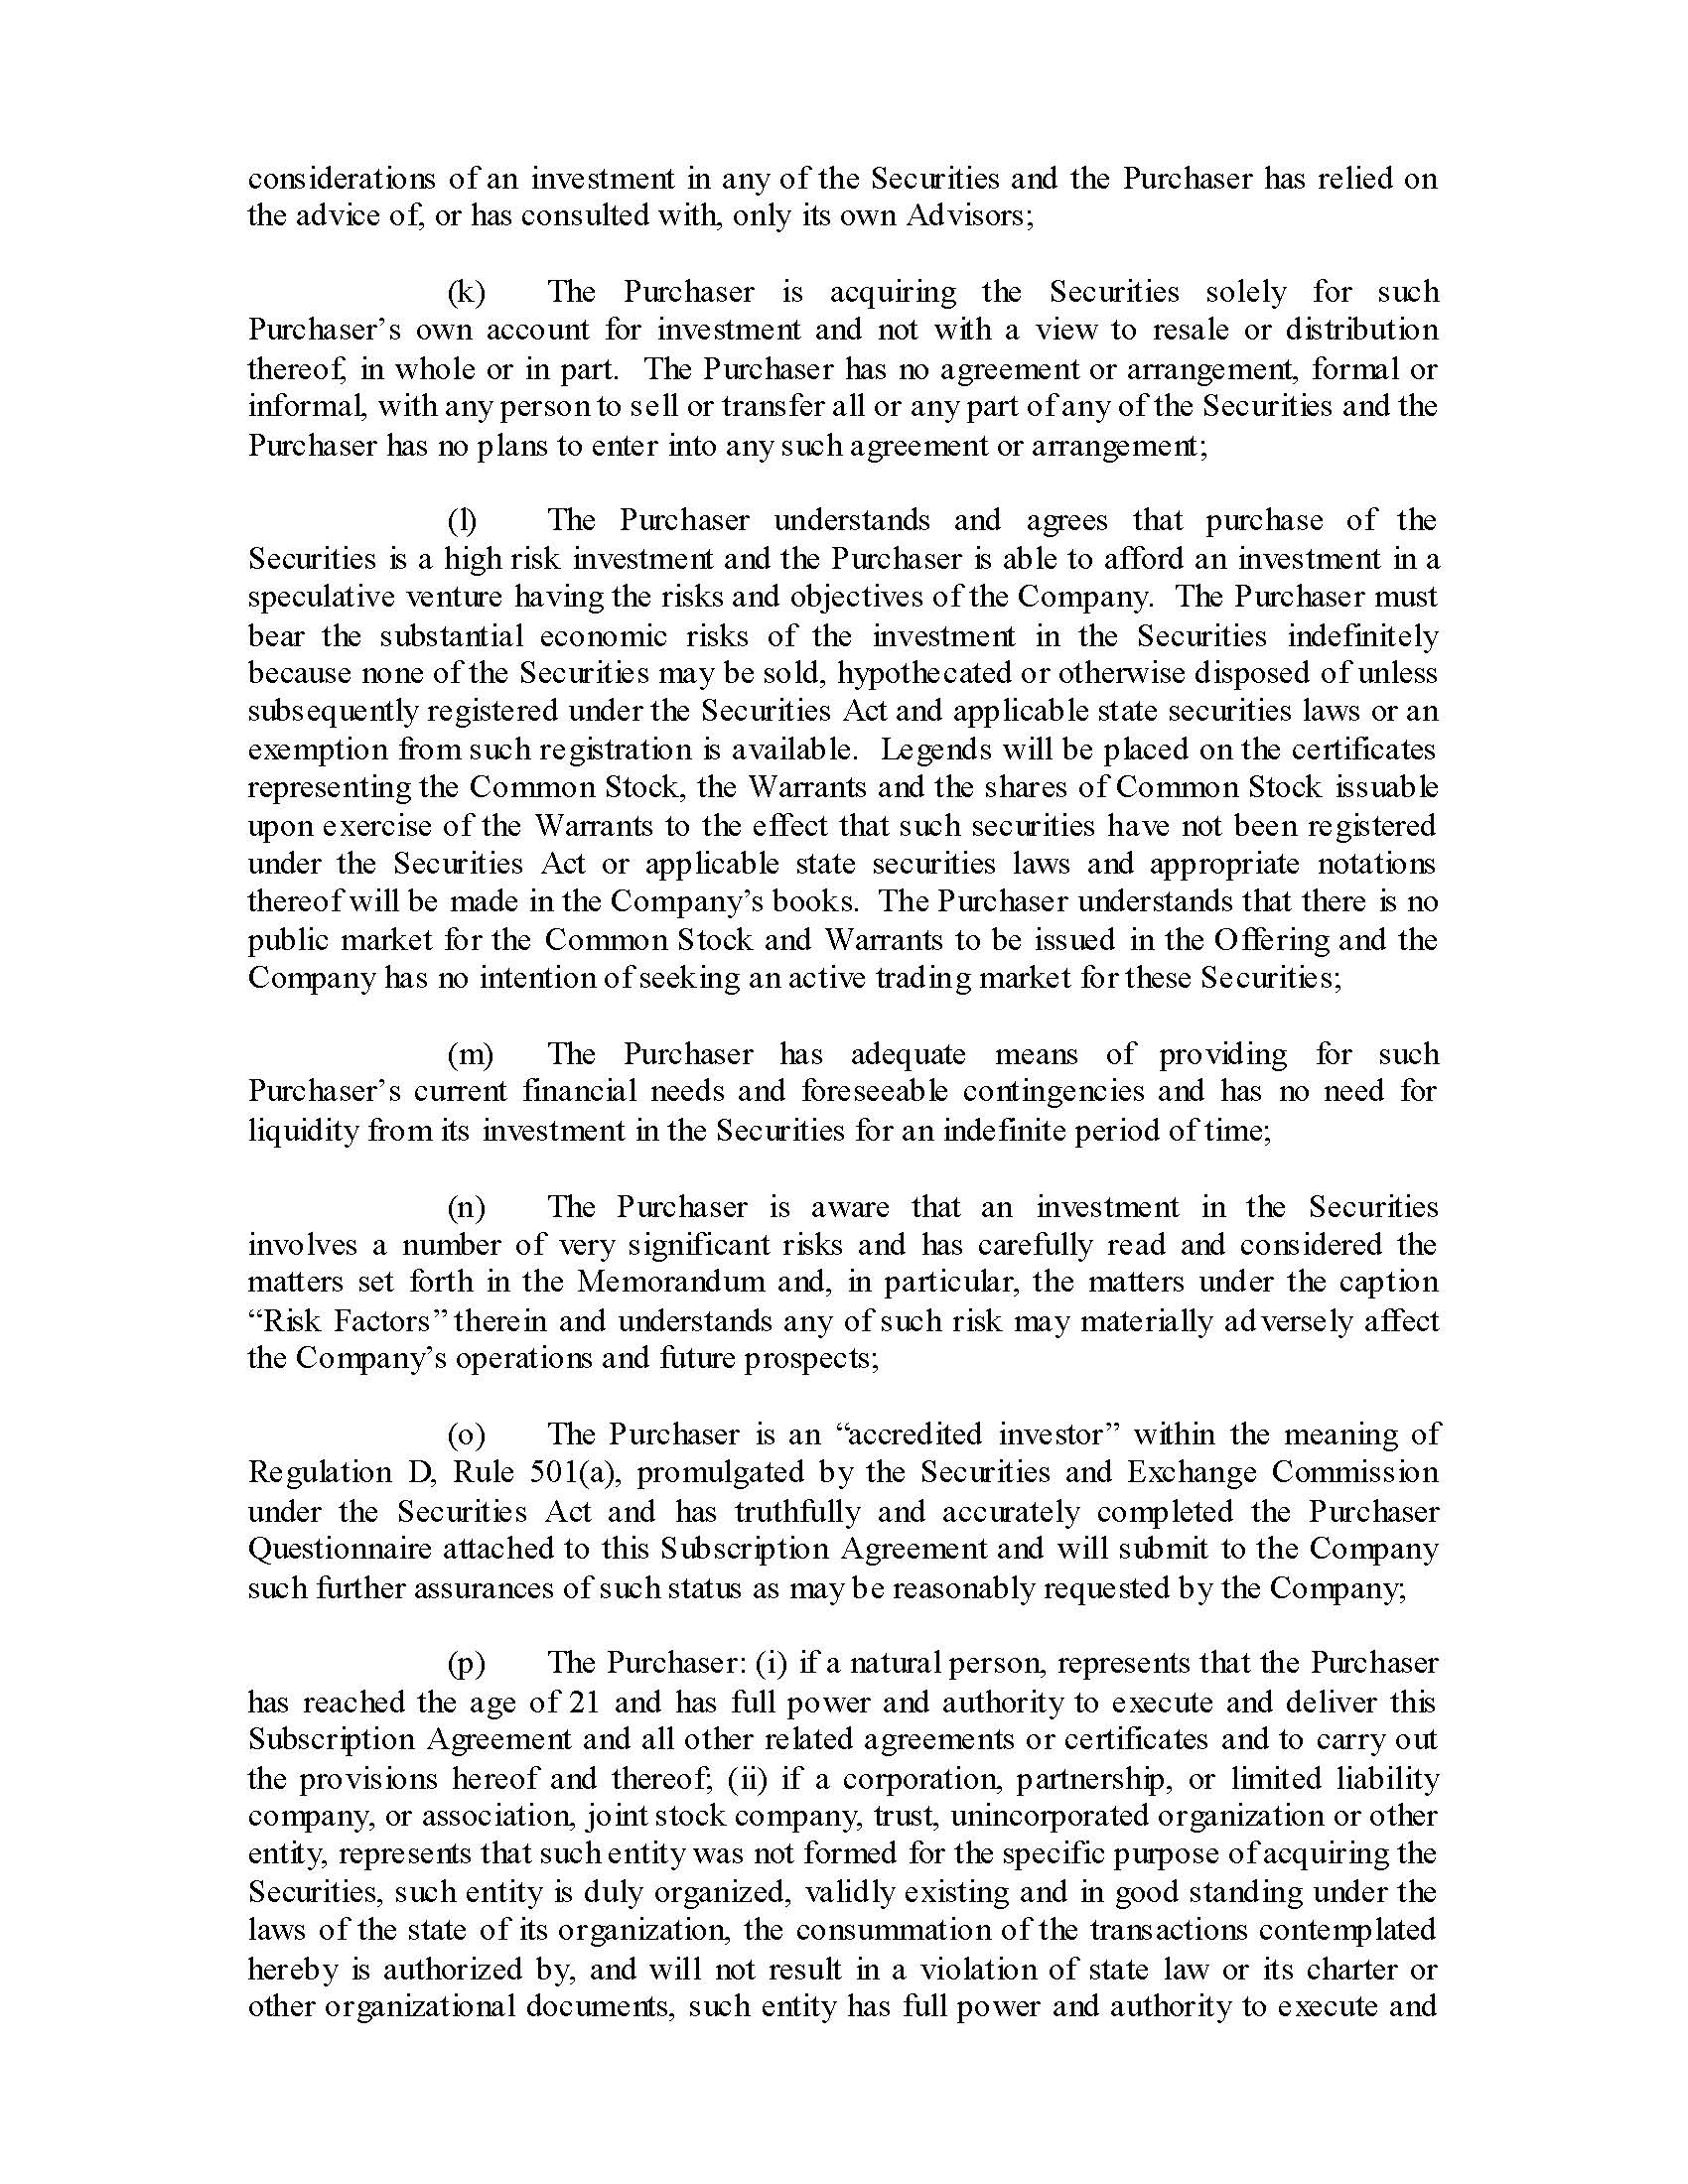 considerations of an investment in any of the Securities and the Purchaser has relied on
the advice of, or has consulted with, only its own Advisors;
(k) The Purchaser is acquiring the Securities solely for such
Purchaser’s own account for investment and not with a view to resale or distribution
thereof, in whole or in part. The Purchaser has no agreement or arrangement, formal or
informal, with any person to sell or transfer all or any part of any of the Securities and the
Purchaser has no plans to enter into any such agreement or arrangement;
(l) The Purchaser understands and agrees that purchase of the
Securities is a high risk investment and the Purchaser is able to afford an investment in a
speculative venture having the risks and objectives of the Company. The Purchaser must
bear the substantial economic risks of the investment in the Securities indefinitely
because none of the Securities may be sold, hypothecated or otherwise disposed of unless
subsequently registered under the Securities Act and applicable state securities laws or an
exemption from such registration is available. Legends will be placed on the certificates
representing the Common Stock, the Warrants and the shares of Common Stock issuable
upon exercise of the Warrants to the effect that such securities have not been registered
under the Securities Act or applicable state securities laws and appropriate notations
thereof will be made in the Company’s books. The Purchaser understands that there is no
public market for the Common Stock and Warrants to be issued in the Offering and the
Company has no intention of seeking an active trading market for these Securities;
(m) The Purchaser has adequate means of providing for such
Purchaser’s current financial needs and foreseeable contingencies and has no need for
liquidity from its investment in the Securities for an indefinite period of time;
(n) The Purchaser is aware that an investment in the Securities
involves a number of very significant risks and has carefully read and considered the
matters set forth in the Memorandum and, in particular, the matters under the caption
“Risk Factors” therein and understands any of such risk may materially adversely affect
the Company’s operations and future prospects;
(o) The Purchaser is an “accredited investor” within the meaning of
Regulation D, Rule 501(a), promulgated by the Securities and Exchange Commission
under the Securities Act and has truthfully and accurately completed the Purchaser
Questionnaire attached to this Subscription Agreement and will submit to the Company
such further assurances of such status as may be reasonably requested by the Company;
(p) The Purchaser: (i) if a natural person, represents that the Purchaser
has reached the age of 21 and has full power and authority to execute and deliver this
Subscription Agreement and all other related agreements or certificates and to carry out
the provisions hereof and thereof; (ii) if a corporation, partnership, or limited liability
company, or association, joint stock company, trust, unincorporated organization or other
entity, represents that such entity was not formed for the specific purpose of acquiring the
Securities, such entity is duly organized, validly existing and in good standing under the
laws of the state of its organization, the consummation of the transactions contemplated
hereby is authorized by, and will not result in a violation of state law or its charter or
other organizational documents, such entity has full power and authority to execute and